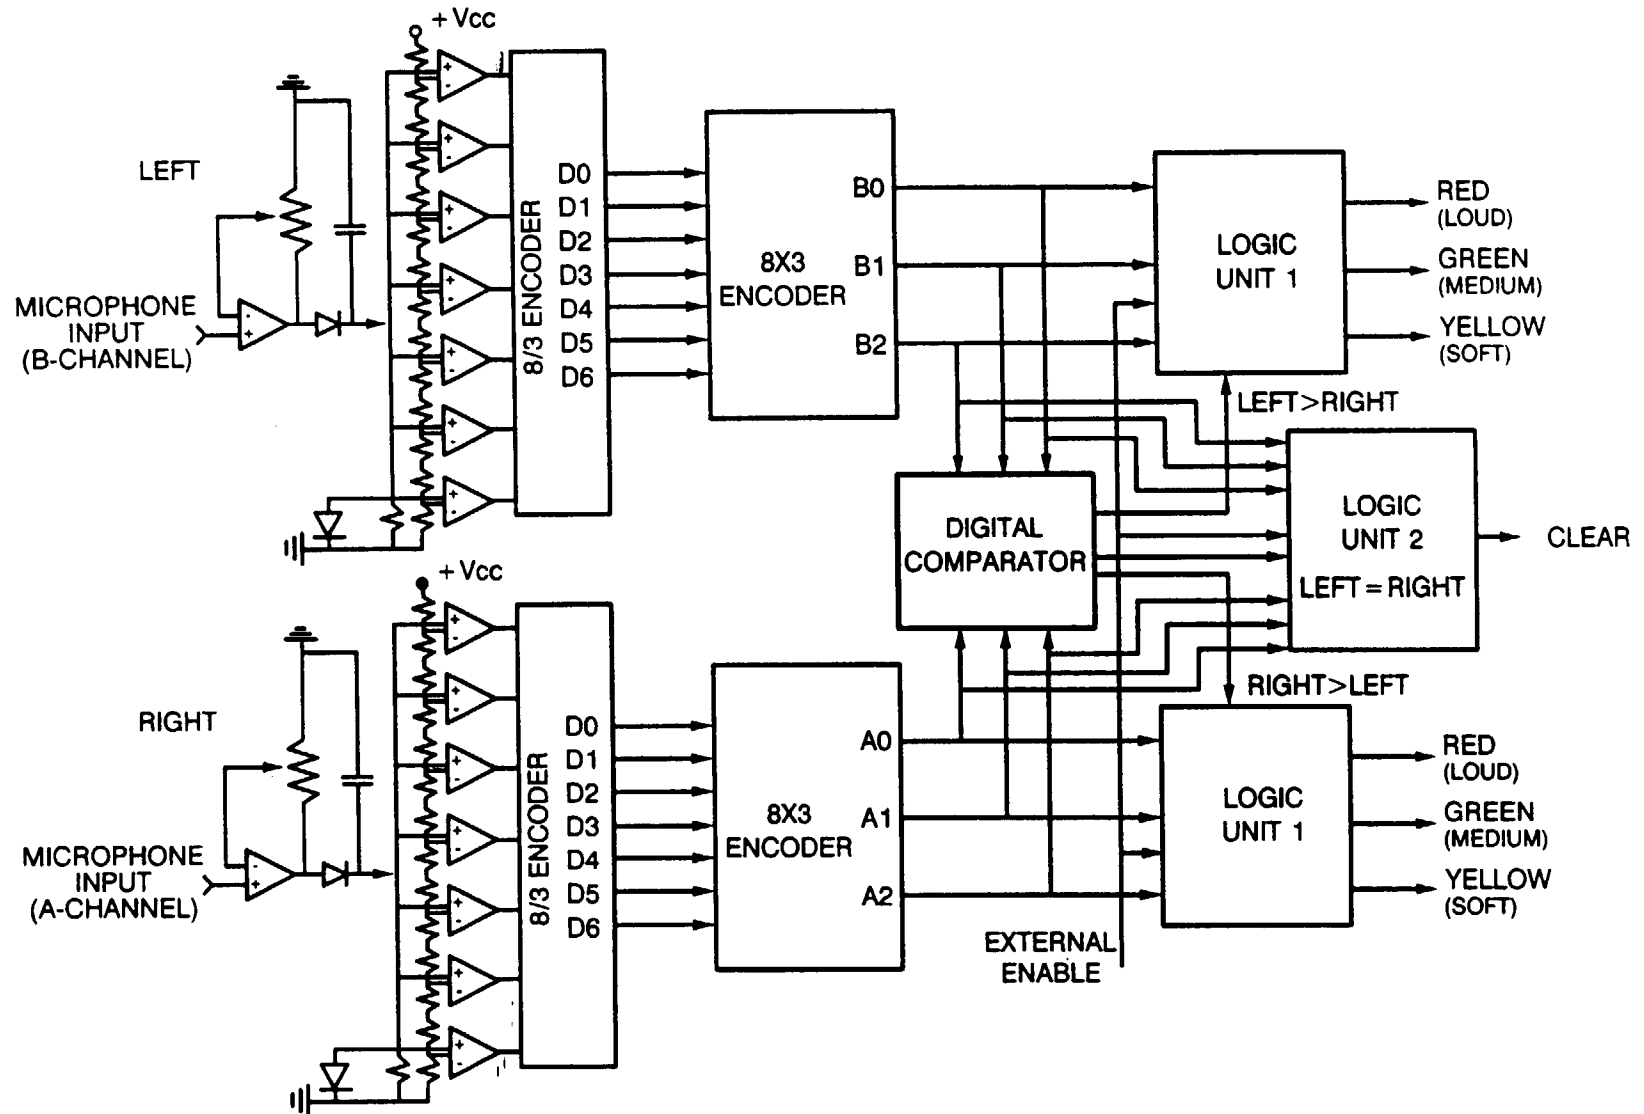 +Vcc
LEFT
MICROPHONE
INPUT
(B-CHANNEL)
8/3 ENCODER
D0
D1
D2
D3
D4
D5
D6
8X3
ENCODER
B0
B1
B2
LOGIC
UNIT 1
RED
(LOUD)
GREEN
(MEDIUM)
YELLOW
(SOFT)
LEFT>RIGHT
DIGITAL
COMPARATOR
LOGIC
UNIT 2
LEFT=RIGHT
CLEAR
+Vcc
RIGHT
MICROPHONE
INPUT
(A-CHANNEL)
8/3 ENCODER
D0
D1
D2
D3
D4
D5
D6
8X3
ENCODER
A0
A1
A2
RIGHT>LEFT
LOGIC
UNIT 1
RED
(LOUD)
GREEN
(MEDIUM)
YELLOW
(SOFT)
EXTERNAL
ENABLE